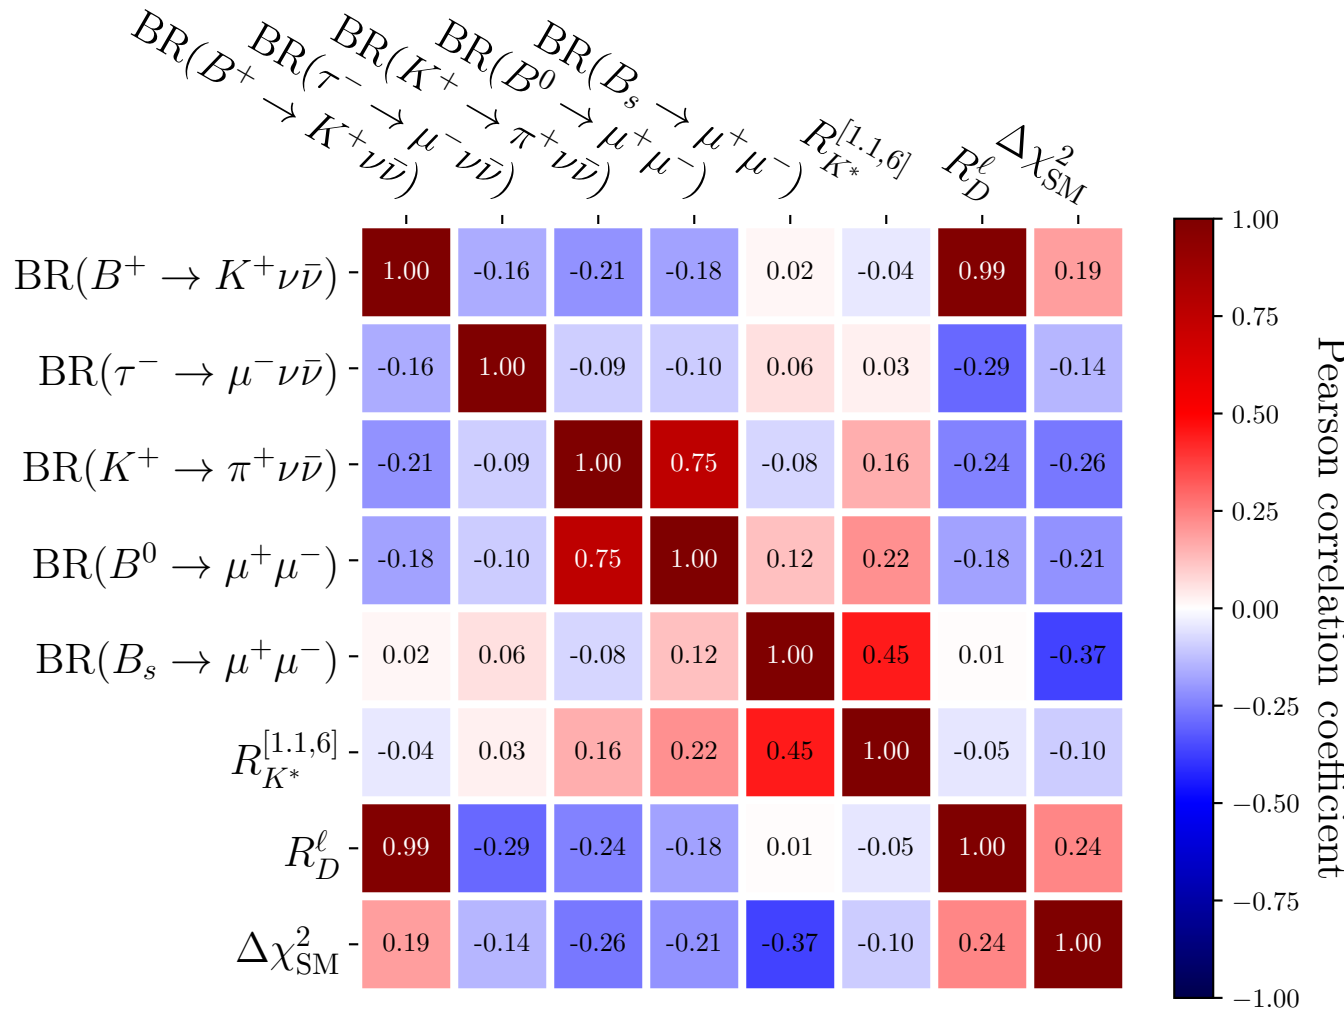 BR(B⁺ → K⁺νν̄)
BR(τ⁻ → μ⁻νν̄)
BR(K⁺ → π⁺νν̄)
BR(B⁰ → μ⁺μ⁻)
BR(Bₛ → μ⁺μ⁻)
R_{K*}^{[1.1,6]}
R_D^ℓ
Δχ²_SM
BR(B⁺ → K⁺νν̄) 1.00 -0.16 -0.21 -0.18 0.02 -0.04 0.99 0.19
BR(τ⁻ → μ⁻νν̄) -0.16 1.00 -0.09 -0.10 0.06 0.03 -0.29 -0.14
BR(K⁺ → π⁺νν̄) -0.21 -0.09 1.00 0.75 -0.08 0.16 -0.24 -0.26
BR(B⁰ → μ⁺μ⁻) -0.18 -0.10 0.75 1.00 0.12 0.22 -0.18 -0.21
BR(Bₛ → μ⁺μ⁻) 0.02 0.06 -0.08 0.12 1.00 0.45 0.01 -0.37
R_{K*}^{[1.1,6]} -0.04 0.03 0.16 0.22 0.45 1.00 -0.05 -0.10
R_D^ℓ 0.99 -0.29 -0.24 -0.18 0.01 -0.05 1.00 0.24
Δχ²_SM 0.19 -0.14 -0.26 -0.21 -0.37 -0.10 0.24 1.00
1.00
0.75
0.50
0.25
0.00
−0.25
−0.50
−0.75
−1.00
Pearson correlation coefficient